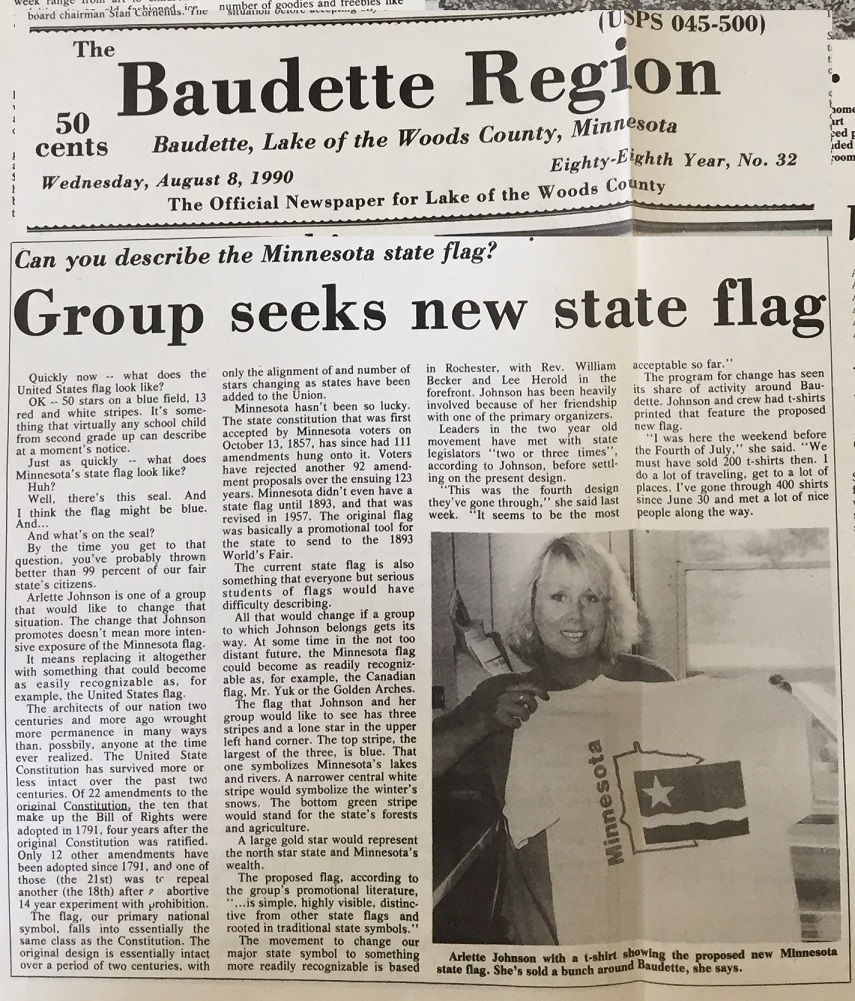 week range from art to children's
board chairman Stan Cornelius. The
number of goodies and freebies like
(USPS 045-500)
The
Baudette Region
50
cents
Baudette, Lake of the Woods County, Minnesota
Wednesday, August 8, 1990
Eighty-Eighth Year, No. 32
The Official Newspaper for Lake of the Woods County
Can you describe the Minnesota state flag?
Group seeks new state flag
Quickly now -- what does the
United States flag look like?
OK -- 50 stars on a blue field, 13
red and white stripes. It's some-
thing that virtually any school child
from second grade up can describe
at a moment's notice.
Just as quickly -- what does
Minnesota's state flag look like?
Huh?
Well, there's this seal. And
I think the flag might be blue.
And...
And what's on the seal?
By the time you get to that
question, you've probably thrown
better than 99 percent of our fair
state's citizens.
Arlette Johnson is one of a group
that would like to change that
situation. The change that Johnson
promotes doesn't mean more inten-
sive exposure of the Minnesota flag.
It means replacing it altogether
with something that could become
as easily recognizable as, for
example, the United States flag.
The architects of our nation two
centuries and more ago wrought
more permanence in many ways
than, possbily, anyone at the time
ever realized. The United State
Constitution has survived more or
less intact over the past two
centuries. Of 22 amendments to the
original Constitution, the ten that
make up the Bill of Rights were
adopted in 1791, four years after the
original Constitution was ratified.
Only 12 other amendments have
been adopted since 1791, and one of
those (the 21st) was to repeal
another (the 18th) after abortive
14 year experiment with prohibition.
The flag, our primary national
symbol, falls into essentially the
same class as the Constitution. The
original design is essentially intact
over a period of two centuries, with
only the alignment of and number of
stars changing as states have been
added to the Union.
Minnesota hasn't been so lucky.
The state constitution that was first
accepted by Minnesota voters on
October 13, 1857, has since had 111
amendments hung onto it. Voters
have rejected another 92 amend-
ment proposals over the ensuing 123
years. Minnesota didn't even have a
state flag until 1893, and that was
revised in 1957. The original flag
was basically a promotional tool for
the state to send to the 1893
World's Fair.
The current state flag is also
something that everyone but serious
students of flags would have
difficulty describing.
All that would change if a group
to which Johnson belongs gets its
way. At some time in the not too
distant future, the Minnesota flag
could become as readily recogniz-
able as, for example, the Canadian
flag, Mr. Yuk or the Golden Arches.
The flag that Johnson and her
group would like to see has three
stripes and a lone star in the upper
left hand corner. The top stripe, the
largest of the three, is blue. That
one symbolizes Minnesota's lakes
and rivers. A narrower central white
stripe would symbolize the winter's
snows. The bottom green stripe
would stand for the state's forests
and agriculture.
A large gold star would represent
the north star state and Minnesota's
wealth.
The proposed flag, according to
the group's promotional literature,
"...is simple, highly visible, distinc-
tive from other state flags and
rooted in traditional state symbols."
The movement to change our
major state symbol to something
more readily recognizable is based
in Rochester, with Rev. William
Becker and Lee Herold in the
forefront. Johnson has been heavily
involved because of her friendship
with one of the primary organizers.
Leaders in the two year old
movement have met with state
legislators "two or three times",
according to Johnson, before settl-
ing on the present design.
"This was the fourth design
they've gone through," she said last
week. "It seems to be the most
acceptable so far."
The program for change has seen
its share of activity around Bau-
dette. Johnson and crew had t-shirts
printed that feature the proposed
new flag.
"I was here the weekend before
the Fourth of July," she said. "We
must have sold 200 t-shirts then. I
do a lot of traveling, get to a lot of
places. I've gone through 400 shirts
since June 30 and met a lot of nice
people along the way.
Minnesota
Arlette Johnson with a t-shirt showing the proposed new Minnesota
state flag. She's sold a bunch around Baudette, she says.